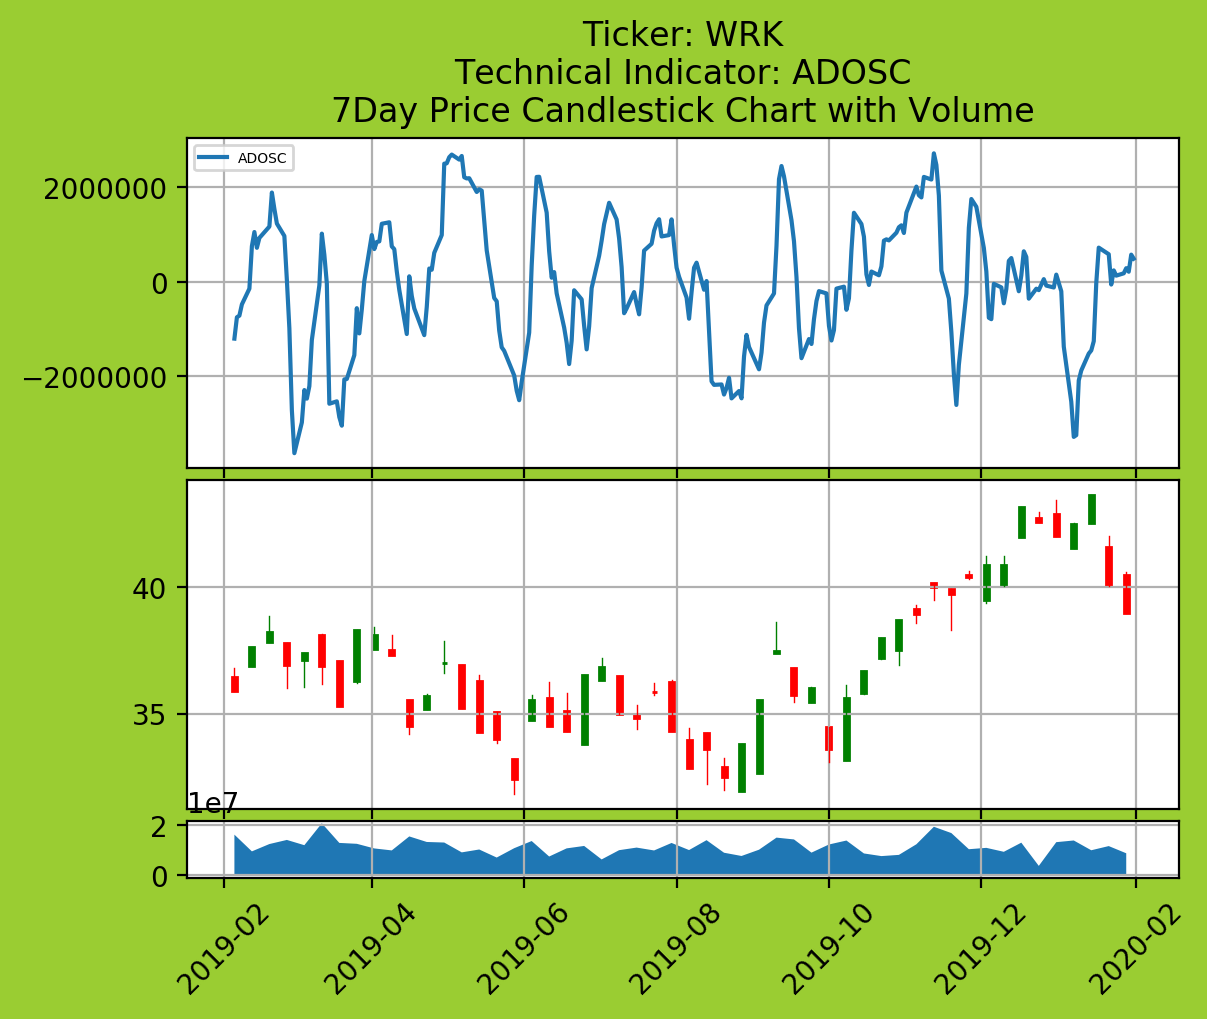 Ticker: WRK
Technical Indicator: ADOSC
7Day Price Candlestick Chart with Volume
ADOSC
2000000
0
−2000000
40
35
1e7
2
0
2019-02
2019-04
2019-06
2019-08
2019-10
2019-12
2020-02